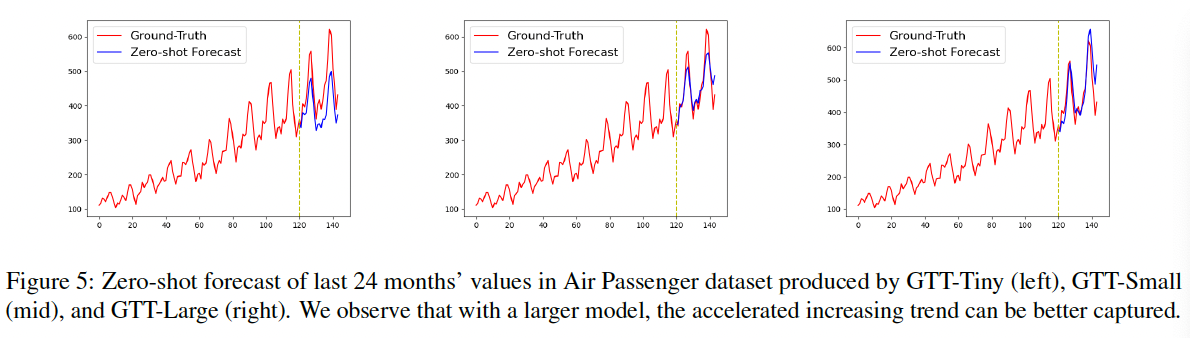 Ground-Truth
Zero-shot Forecast
600
500
400
300
200
100
0 20 40 60 80 100 120 140
Ground-Truth
Zero-shot Forecast
600
500
400
300
200
100
0 20 40 60 80 100 120 140
Ground-Truth
Zero-shot Forecast
600
500
400
300
200
100
0 20 40 60 80 100 120 140
Figure 5: Zero-shot forecast of last 24 months' values in Air Passenger dataset produced by GTT-Tiny (left), GTT-Small
(mid), and GTT-Large (right). We observe that with a larger model, the accelerated increasing trend can be better captured.